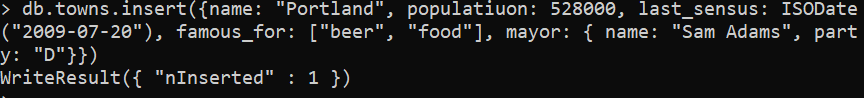 > db.towns.insert({name: "Portland", populatiuon: 528000, last_sensus: ISODate
("2009-07-20"), famous_for: ["beer", "food"], mayor: { name: "Sam Adams", part
y: "D"}})
WriteResult({ "nInserted" : 1 })